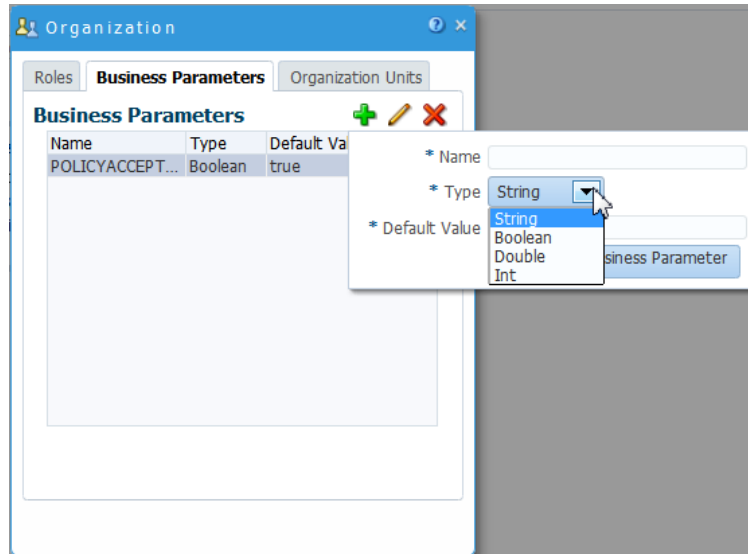 Organization
Roles
Business Parameters
Organization Units
Business Parameters
Name Type Default Va
POLICYACCEPT... Boolean true
* Name
* Type String
* Default Value
String
Boolean
Double
Int
siness Parameter